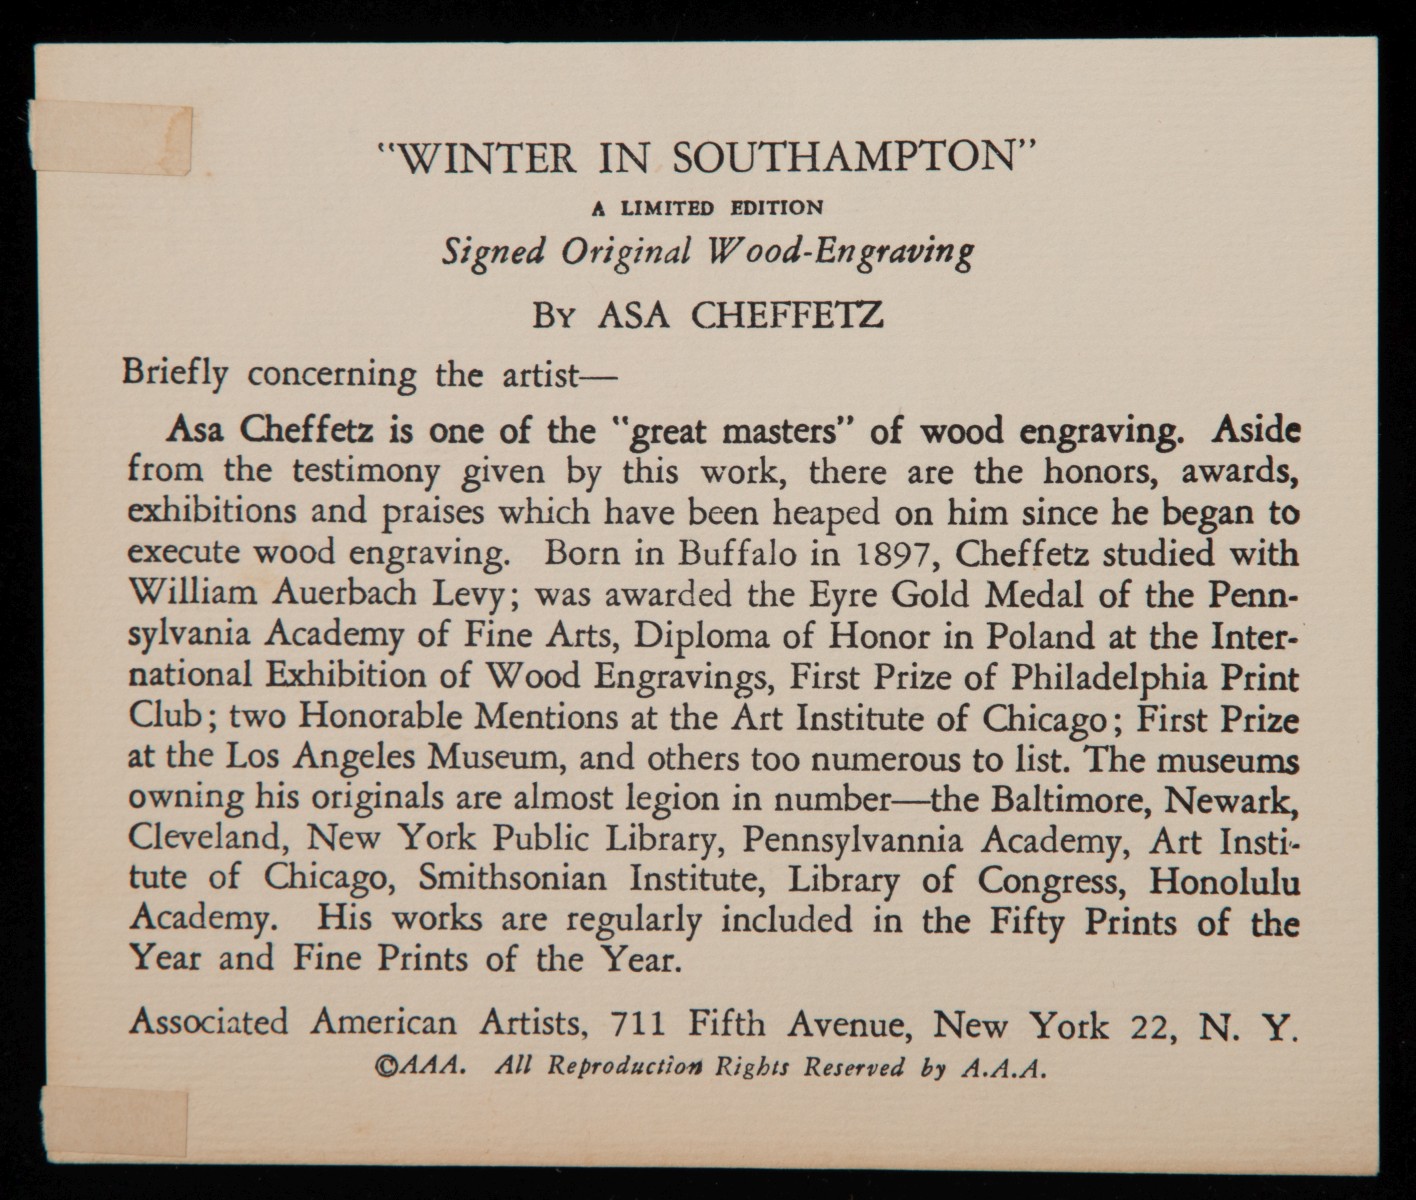 "WINTER IN SOUTHAMPTON"
A LIMITED EDITION
Signed Original Wood-Engraving
By ASA CHEFFETZ
Briefly concerning the artist—
Asa Cheffetz is one of the "great masters" of wood engraving. Aside
from the testimony given by this work, there are the honors, awards,
exhibitions and praises which have been heaped on him since he began to
execute wood engraving. Born in Buffalo in 1897, Cheffetz studied with
William Auerbach Levy; was awarded the Eyre Gold Medal of the Penn-
sylvania Academy of Fine Arts, Diploma of Honor in Poland at the Inter-
national Exhibition of Wood Engravings, First Prize of Philadelphia Print
Club; two Honorable Mentions at the Art Institute of Chicago; First Prize
at the Los Angeles Museum, and others too numerous to list. The museums
owning his originals are almost legion in number—the Baltimore, Newark,
Cleveland, New York Public Library, Pennsylvannia Academy, Art Insti-
tute of Chicago, Smithsonian Institute, Library of Congress, Honolulu
Academy. His works are regularly included in the Fifty Prints of the
Year and Fine Prints of the Year.
Associated American Artists, 711 Fifth Avenue, New York 22, N. Y.
©AAA. All Reproduction Rights Reserved by A.A.A.